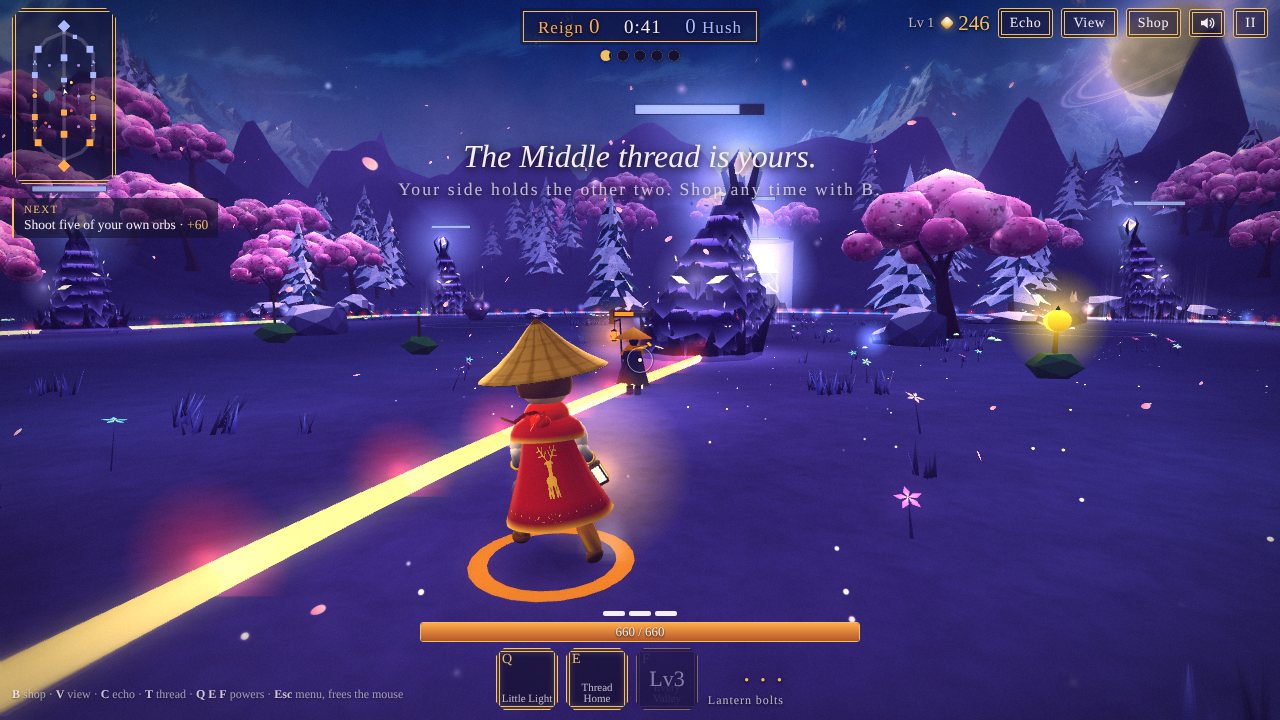 Reign 0 0:41 0 Hush
Lv 1 246 Echo View Shop II
The Middle thread is yours.
Your side holds the other two. Shop any time with B.
NEXT
Shoot five of your own orbs · +60
660 / 660
Q
Little Light
E
Thread
Home
Lv3
Valley
Lantern bolts
B shop · V view · C echo · T thread · Q E F powers · Esc menu, frees the mouse